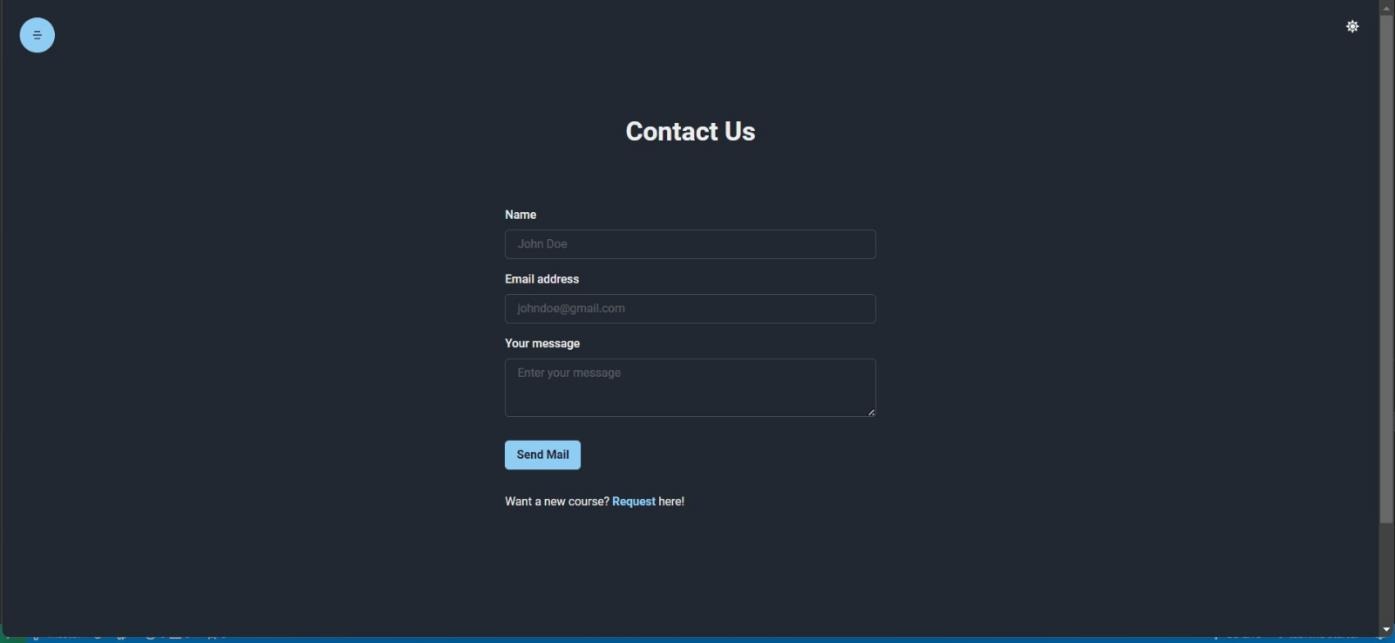 Contact Us
Name
John Doe
Email address
johndoe@gmail.com
Your message
Enter your message
Send Mail
Want a new course? Request here!